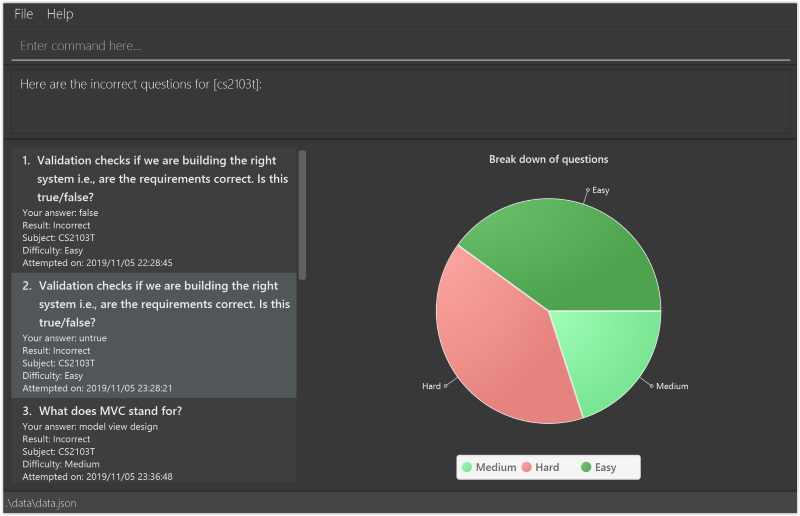 File Help
Enter command here...
Here are the incorrect questions for [cs2103t]:
1. Validation checks if we are building the right
system i.e., are the requirements correct. Is this
true/false?
Your answer: false
Result: Incorrect
Subject: CS2103T
Difficulty: Easy
Attempted on: 2019/11/05 22:28:45
2. Validation checks if we are building the right
system i.e., are the requirements correct. Is this
true/false?
Your answer: untrue
Result: Incorrect
Subject: CS2103T
Difficulty: Easy
Attempted on: 2019/11/05 23:28:21
3. What does MVC stand for?
Your answer: model view design
Result: Incorrect
Subject: CS2103T
Difficulty: Medium
Attempted on: 2019/11/05 23:36:48
Break down of questions
Easy
Hard
Medium
Medium Hard Easy
.\data\data.json